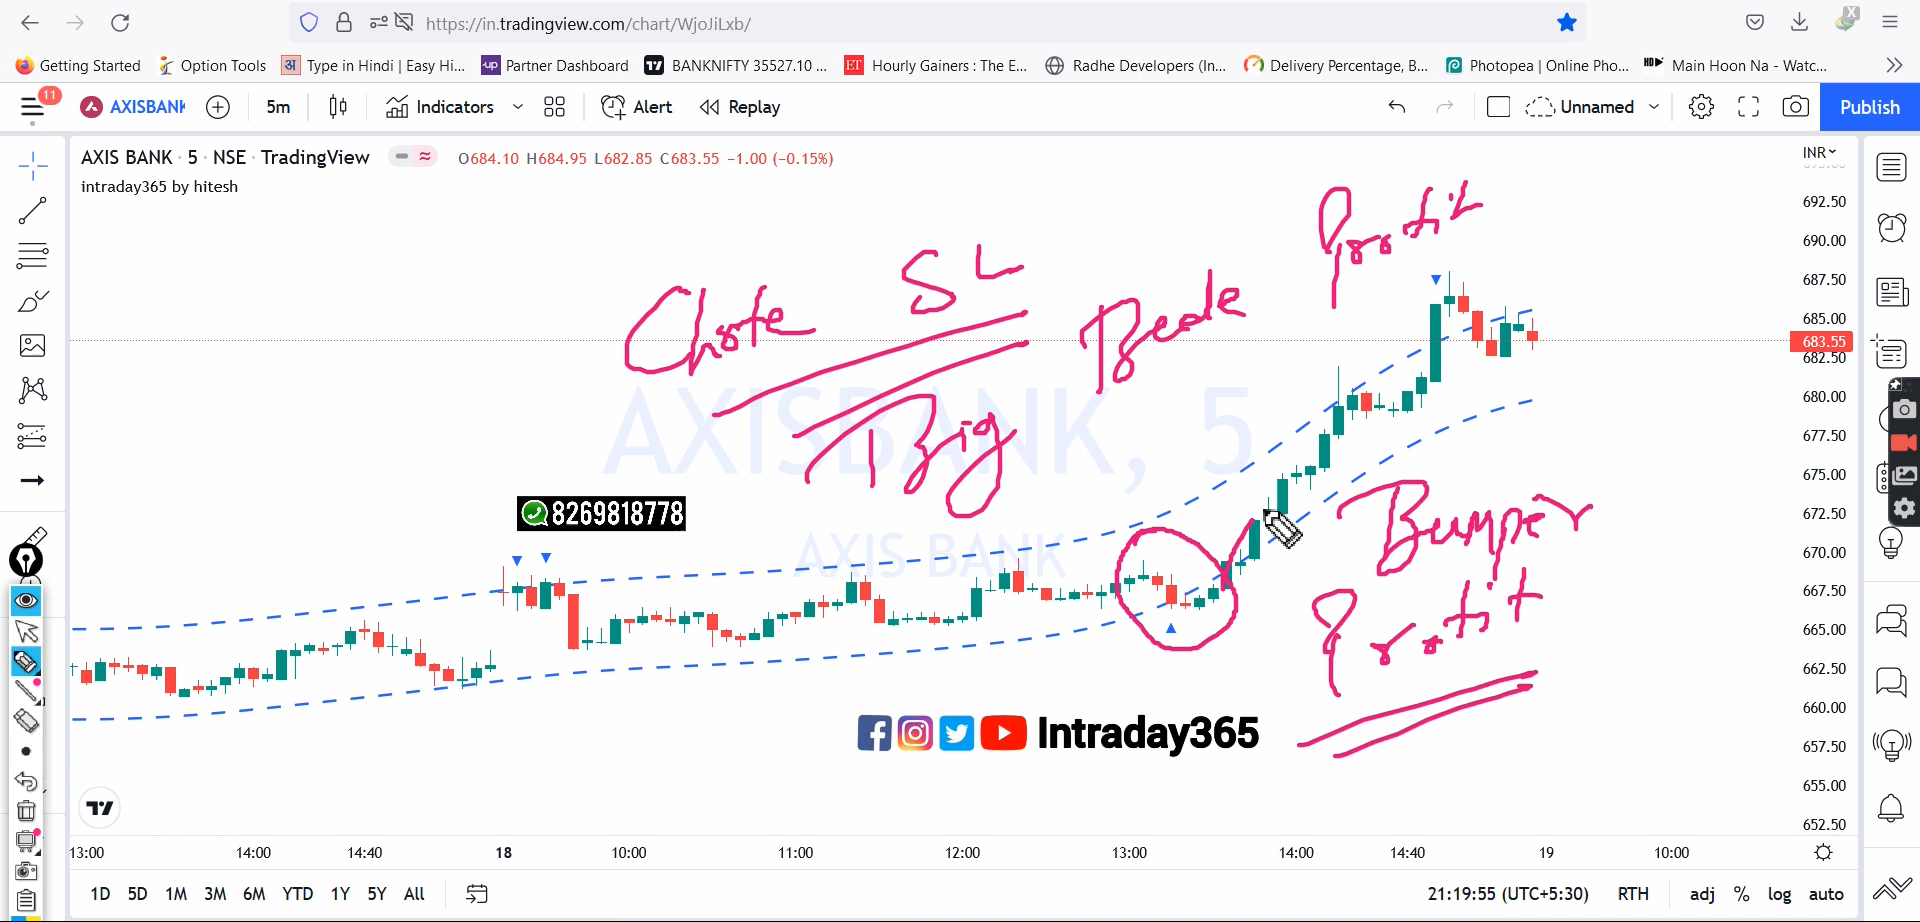 https://in.tradingview.com/chart/WjoJiLxb/
Getting Started Option Tools Type in Hindi | Easy Hi... Partner Dashboard BANKNIFTY 35527.10 ... Hourly Gainers : The E... Radhe Developers (In... Delivery Percentage, B... Photopea | Online Pho... Main Hoon Na - Watc...
11 AXISBANK 5m Indicators Alert Replay Unnamed Publish
AXIS BANK · 5 · NSE · TradingView O684.10 H684.95 L682.85 C683.55 −1.00 (−0.15%) INR
intraday365 by hitesh
692.50
690.00
687.50
685.00
683.55
682.50
680.00
677.50
675.00
672.50
670.00
667.50
665.00
662.50
660.00
657.50
655.00
652.50
Profit
Chote SL Bade
Big
AXISBANK, 5
AXIS BANK
8269818778
Bumper
Profit
Intraday365
13:00 14:00 14:40 18 10:00 11:00 12:00 13:00 14:00 14:40 19 10:00
1D 5D 1M 3M 6M YTD 1Y 5Y All 21:19:55 (UTC+5:30) RTH adj % log auto